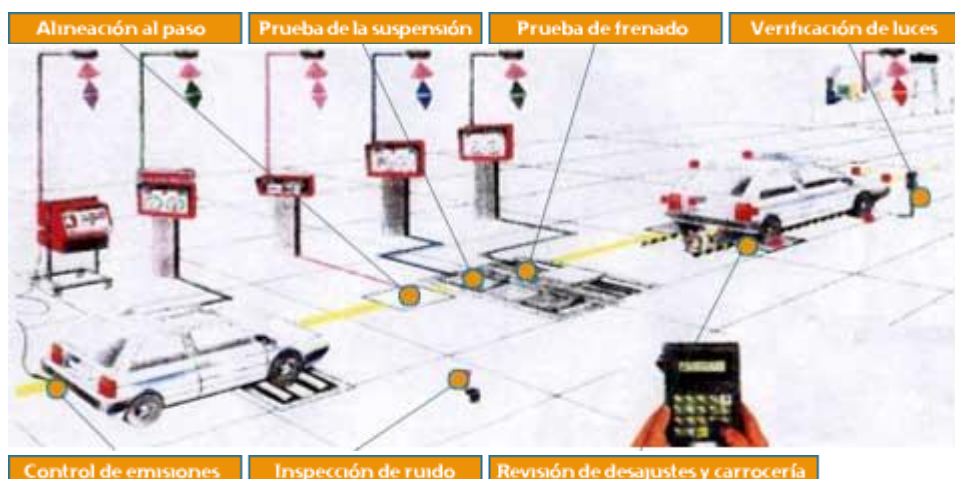 Alineación al paso
Prueba de la suspensión
Prueba de frenado
Verificación de luces
Control de emisiones
Inspección de ruido
Revisión de desajustes y carrocería